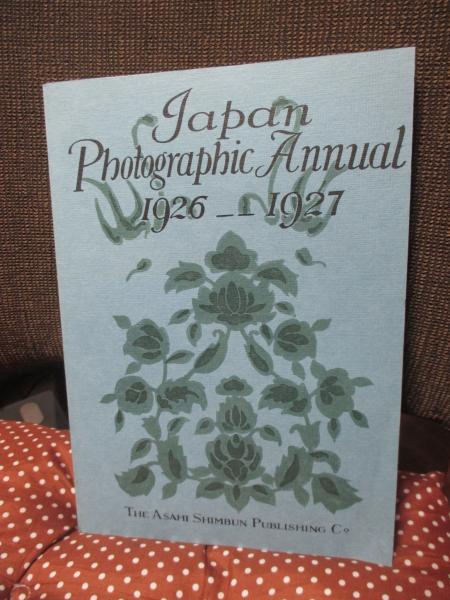 Japan
Photographic Annual
1926 — 1927
THE ASAHI SHIMBUN PUBLISHING Co